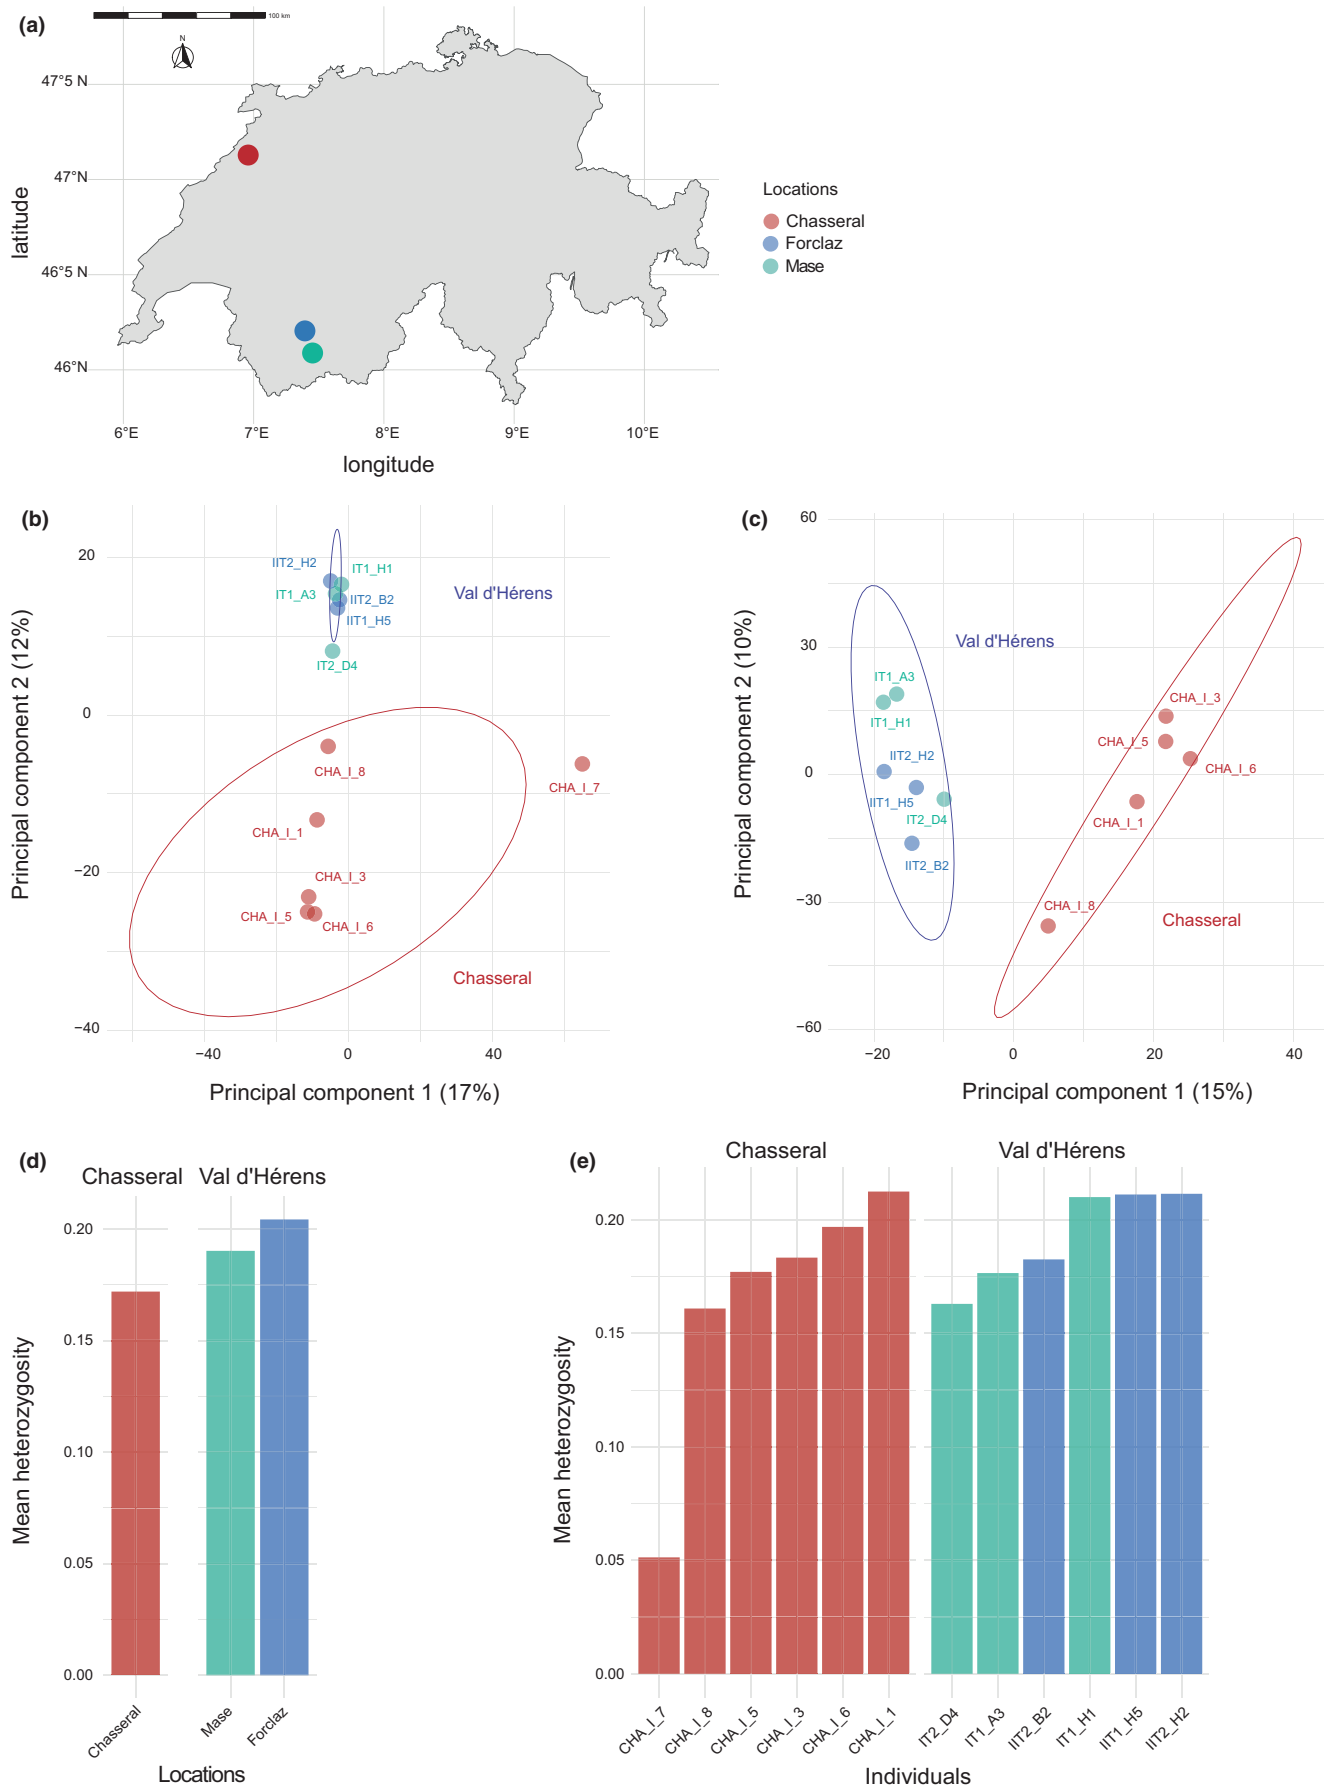 (a)
100 km
N
47°5 N
47°N
46°5 N
46°N
latitude
6°E 7°E 8°E 9°E 10°E
longitude
Locations
Chasseral
Forclaz
Mase
(b)
20
0
−20
−40
Principal component 2 (12%)
IIT2_H2
IT1_H1
IT1_A3
IIT2_B2
IIT1_H5
IT2_D4
Val d'Hérens
CHA_I_8
CHA_I_7
CHA_I_1
CHA_I_3
CHA_I_5
CHA_I_6
Chasseral
−40 0 40
Principal component 1 (17%)
(c)
60
30
0
−30
−60
Principal component 2 (10%)
Val d'Hérens
IT1_A3
IT1_H1
IIT2_H2
IIT1_H5
IT2_D4
IIT2_B2
CHA_I_3
CHA_I_5
CHA_I_6
CHA_I_1
CHA_I_8
Chasseral
−20 0 20 40
Principal component 1 (15%)
(d)
Chasseral Val d'Hérens
0.20
0.15
0.10
0.05
0.00
Mean heterozygosity
Chasseral Mase Forclaz
Locations
(e)
Chasseral Val d'Hérens
0.20
0.15
0.10
0.05
0.00
Mean heterozygosity
CHA_I_7 CHA_I_8 CHA_I_5 CHA_I_3 CHA_I_6 CHA_I_1 IT2_D4 IT1_A3 IIT2_B2 IT1_H1 IIT1_H5 IIT2_H2
Individuals